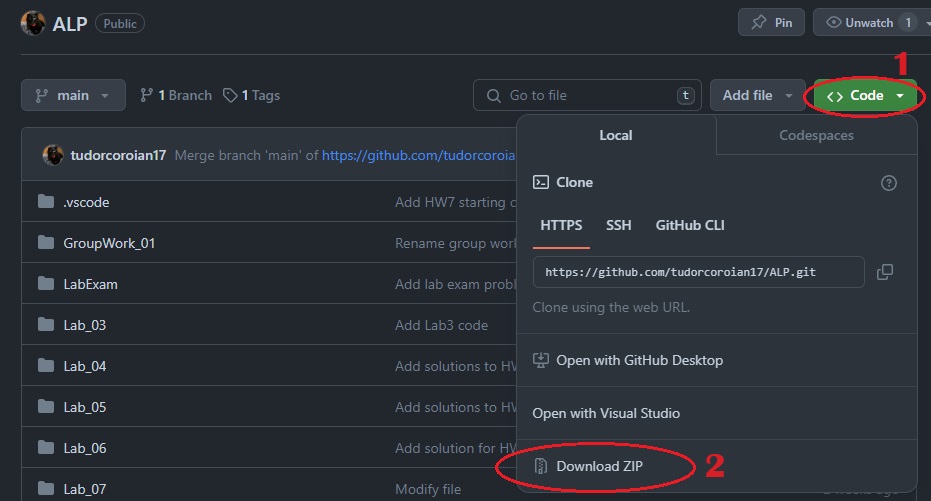 ALP Public Pin Unwatch 1
1
main 1 Branch 1 Tags Go to file t Add file <> Code
tudorcoroian17 Merge branch 'main' of https://github.com/tudorcoroia
.vscode Add HW7 starting c
GroupWork_01 Rename group work
LabExam Add lab exam probl
Lab_03 Add Lab3 code
Lab_04 Add solutions to HW
Lab_05 Add solutions to HW
Lab_06 Add solution for HW
Lab_07 Modify file
Local Codespaces
Clone
HTTPS SSH GitHub CLI
https://github.com/tudorcoroian17/ALP.git
Clone using the web URL.
Open with GitHub Desktop
Open with Visual Studio
Download ZIP 2